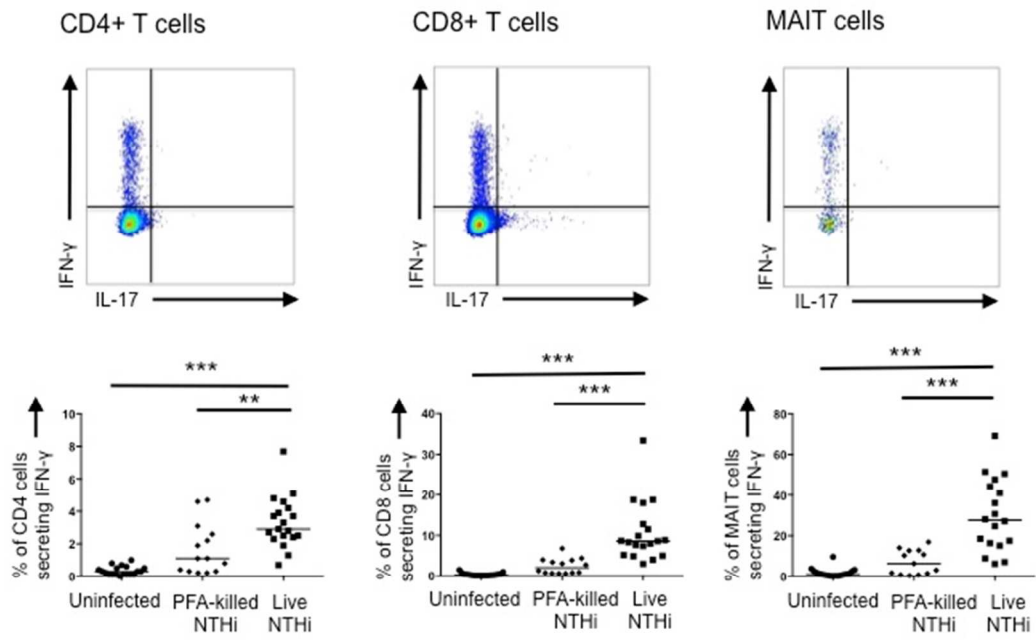 CD4+ T cells
CD8+ T cells
MAIT cells
IFN-γ
IL-17
IFN-γ
IL-17
IFN-γ
IL-17
***
**
% of CD4 cells
secreting IFN-γ
10
8
6
4
2
0
Uninfected
PFA-killed
NTHi
Live
NTHi
***
***
% of CD8 cells
secreting IFN-γ
40
30
20
10
0
Uninfected
PFA-killed
NTHi
Live
NTHi
***
***
% of MAIT cells
secreting IFN-γ
80
60
40
20
0
Uninfected
PFA-killed
NTHi
Live
NTHi